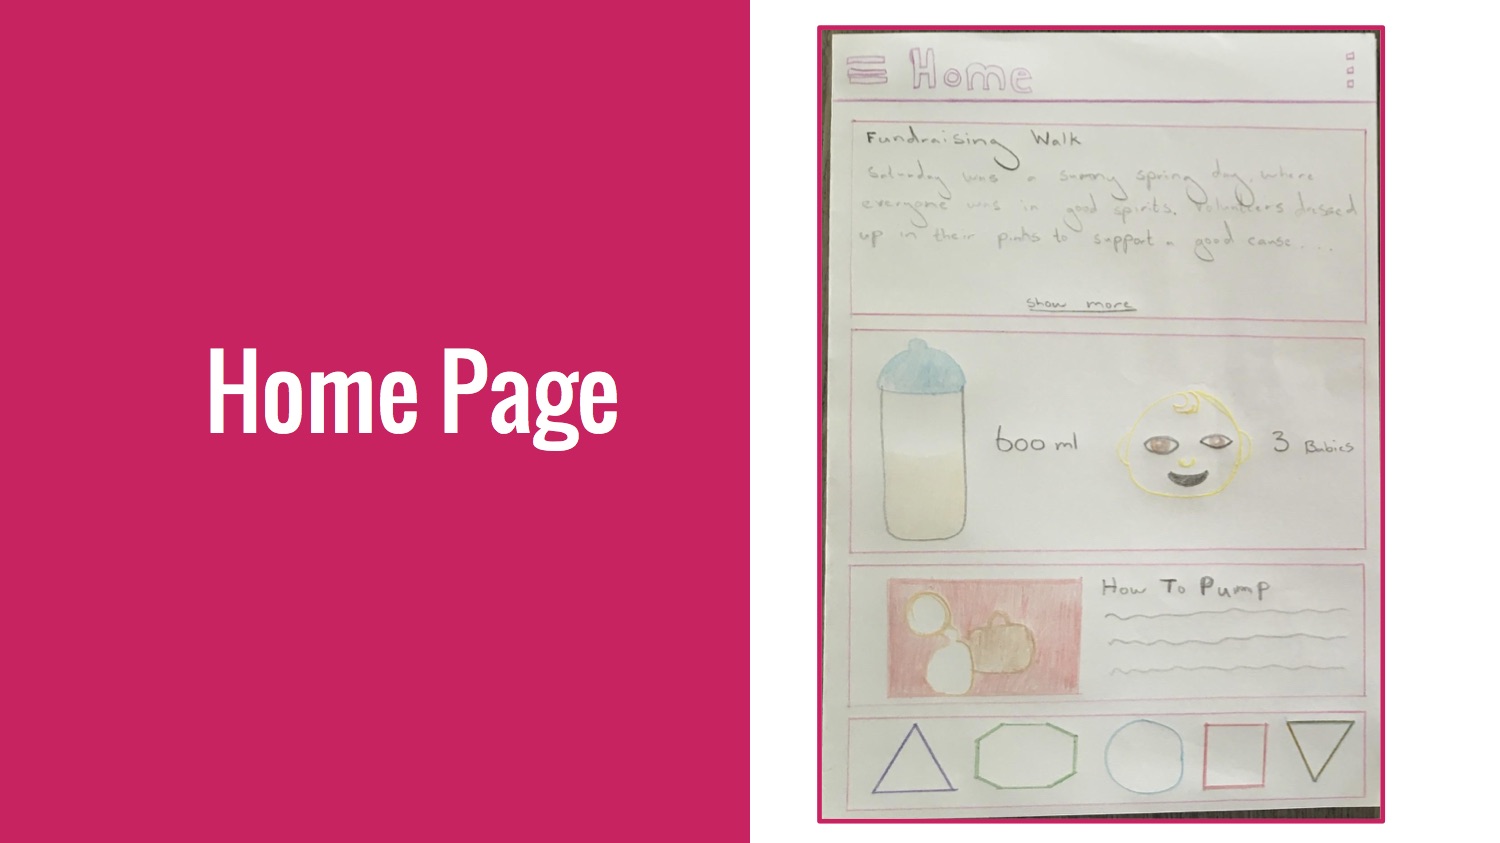 Home Page
Home
Fundraising Walk
Saturday was a sunny spring day, where
everyone was in good spirits. Volunteers dressed
up in their pinks to support a good cause....
show more
600 ml
3 Babies
How To Pump